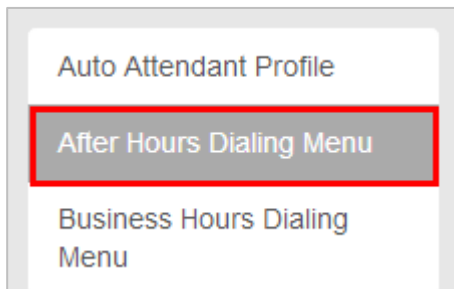 Auto Attendant Profile
After Hours Dialing Menu
Business Hours Dialing
Menu